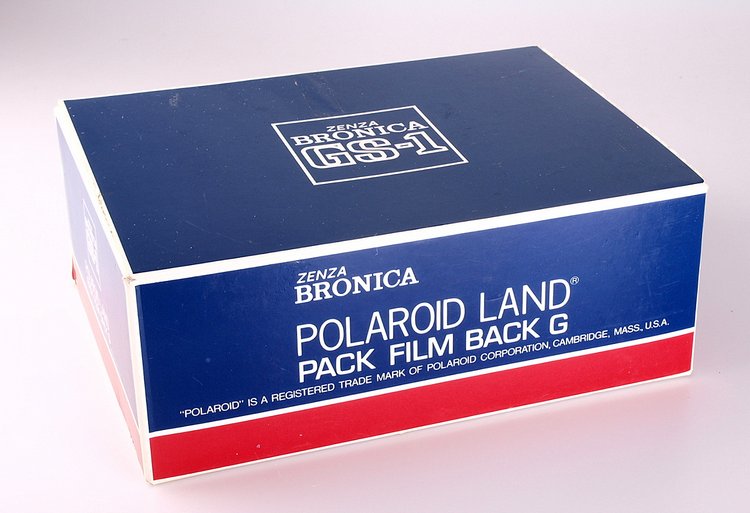 ZENZA
BRONICA
GS-1
ZENZA
BRONICA
POLAROID LAND®
PACK FILM BACK G
"POLAROID" IS A REGISTERED TRADE MARK OF POLAROID CORPORATION, CAMBRIDGE, MASS., U.S.A.